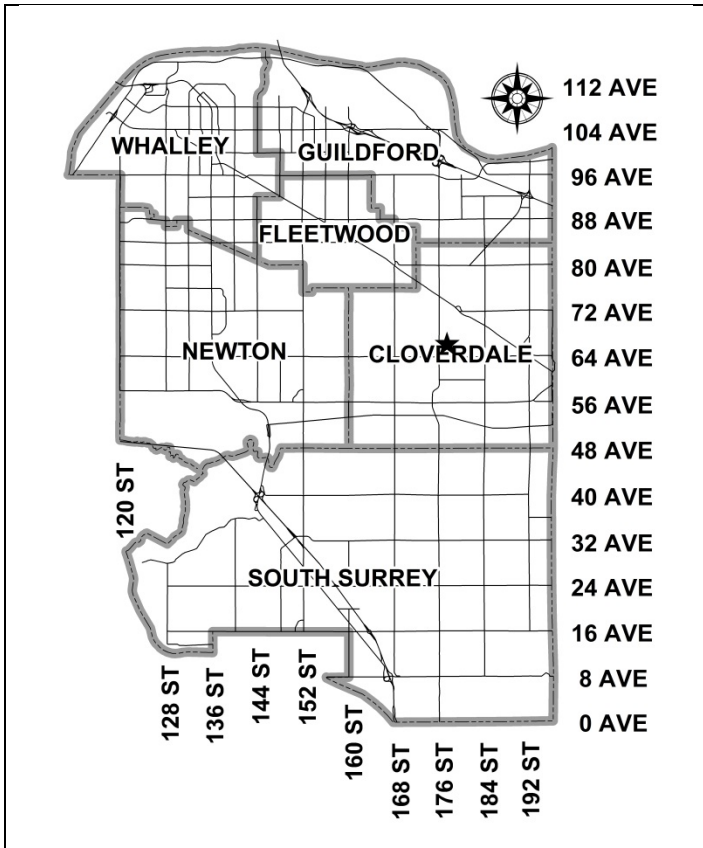 112 AVE
104 AVE
WHALLEY
GUILDFORD
96 AVE
88 AVE
FLEETWOOD
80 AVE
72 AVE
NEWTON
CLOVERDALE
64 AVE
56 AVE
48 AVE
120 ST
40 AVE
32 AVE
SOUTH SURREY
24 AVE
16 AVE
8 AVE
0 AVE
128 ST
136 ST
144 ST
152 ST
160 ST
168 ST
176 ST
184 ST
192 ST